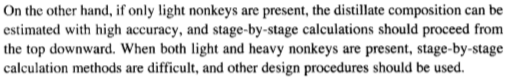 On the other hand, if only light nonkeys are present, the distillate composition can be
estimated with high accuracy, and stage-by-stage calculations should proceed from
the top downward. When both light and heavy nonkeys are present, stage-by-stage
calculation methods are difficult, and other design procedures should be used.